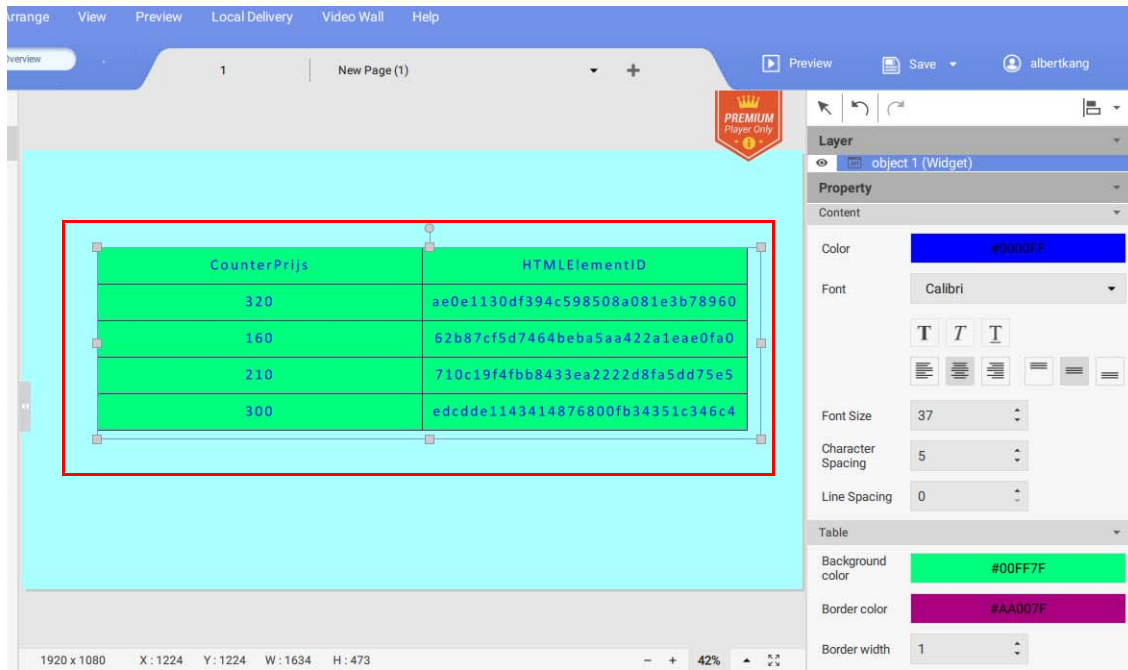 Arrange View Preview Local Delivery Video Wall Help
Overview
1 New Page (1) +
Preview Save albertkang
PREMIUM
Player Only
Layer
object 1 (Widget)
Property
Content
Color #0000FF
Font Calibri
T T T
Font Size 37
Character
Spacing 5
Line Spacing 0
Table
Background
color #00FF7F
Border color #AA007F
Border width 1
CounterPrijs HTMLElementID
320 ae0e1130df394c598508a081e3b78960
160 62b87cf5d7464beba5aa422a1eae0fa0
210 710c19f4fbb8433ea2222d8fa5dd75e5
300 edcdde1143414876800fb34351c346c4
1920 x 1080 X : 1224 Y : 1224 W : 1634 H : 473 - + 42%